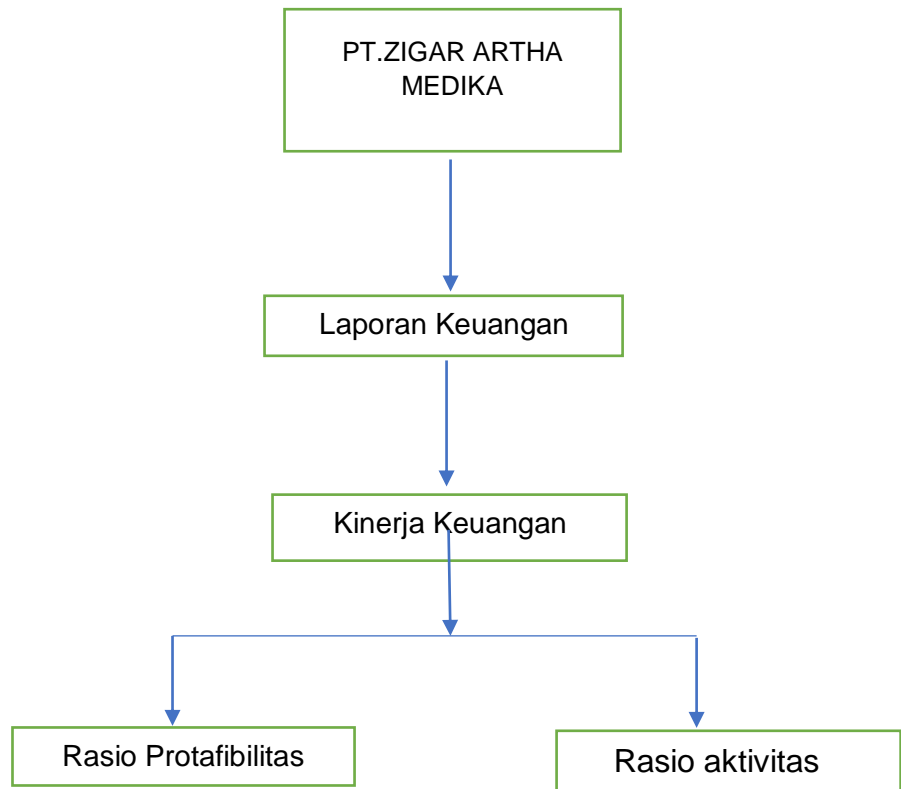 PT.ZIGAR ARTHA
MEDIKA
Laporan Keuangan
Kinerja Keuangan
Rasio Protafibilitas
Rasio aktivitas